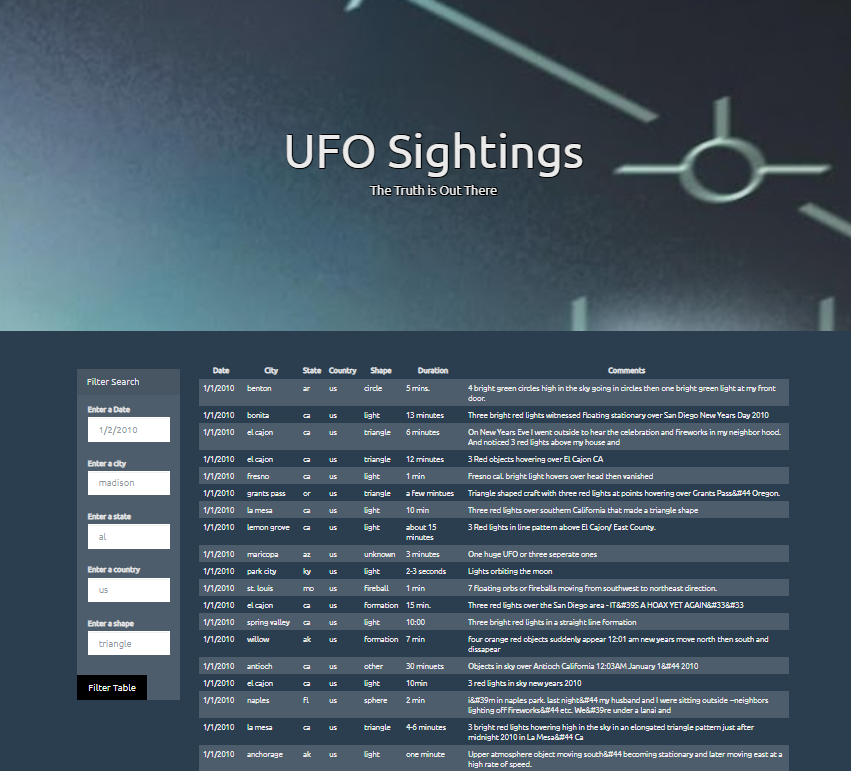 UFO Sightings
The Truth is Out There
Filter Search
Enter a Date
1/2/2010
Enter a city
madison
Enter a state
al
Enter a country
us
Enter a shape
triangle
Filter Table
Date City State Country Shape Duration Comments
1/1/2010 benton ar us circle 5 mins. 4 bright green circles high in the sky going in circles then one bright green light at my front
door.
1/1/2010 bonita ca us light 13 minutes Three bright red lights witnessed floating stationary over San Diego New Years Day 2010
1/1/2010 el cajon ca us triangle 6 minutes On New Years Eve I went outside to hear the celebration and fireworks in my neighbor hood.
And noticed 3 red lights above my house and
1/1/2010 el cajon ca us triangle 12 minutes 3 Red objects hovering over El Cajon CA
1/1/2010 fresno ca us light 1 min Fresno cal. bright light hovers over head then vanished
1/1/2010 grants pass or us triangle a few mintues Triangle shaped craft with three red lights at points hovering over Grants Pass&#44 Oregon.
1/1/2010 la mesa ca us light 10 min Three red lights over southern California that made a triangle shape
1/1/2010 lemon grove ca us light about 15 3 Red lights in line pattern above El Cajon/ East County.
minutes
1/1/2010 maricopa az us unknown 3 minutes One huge UFO or three seperate ones
1/1/2010 park city ky us light 2-3 seconds Lights orbiting the moon
1/1/2010 st. louis mo us fireball 1 min 7 floating orbs or fireballs moving from southwest to northeast direction.
1/1/2010 el cajon ca us formation 15 min. Three red lights over the San Diego area - IT&#39S A HOAX YET AGAIN&#33&#33
1/1/2010 spring valley ca us light 10:00 Three bright red lights in a straight line formation
1/1/2010 willow ak us formation 7 min four orange red objects suddenly appear 12:01 am new years move north then south and
dissapear
1/1/2010 antioch ca us other 30 minuets Objects in sky over Antioch California 12:03AM January 1&#44 2010
1/1/2010 el cajon ca us light 10min 3 red lights in sky new years 2010
1/1/2010 naples fl us sphere 2 min i&#39m in naples park. last night&#44 my husband and I were sitting outside –neighbors
lighting off fireworks&#44 etc. We&#39re under a lanai and
1/1/2010 la mesa ca us triangle 4-6 minutes 3 bright red lights hovering high in the sky in an elongated triangle pattern just after
midnight 2010 in La Mesa&#44 Ca
1/1/2010 anchorage ak us light one minute Upper atmosphere object moving south&#44 becoming stationary and later moving east at a
high rate of speed.